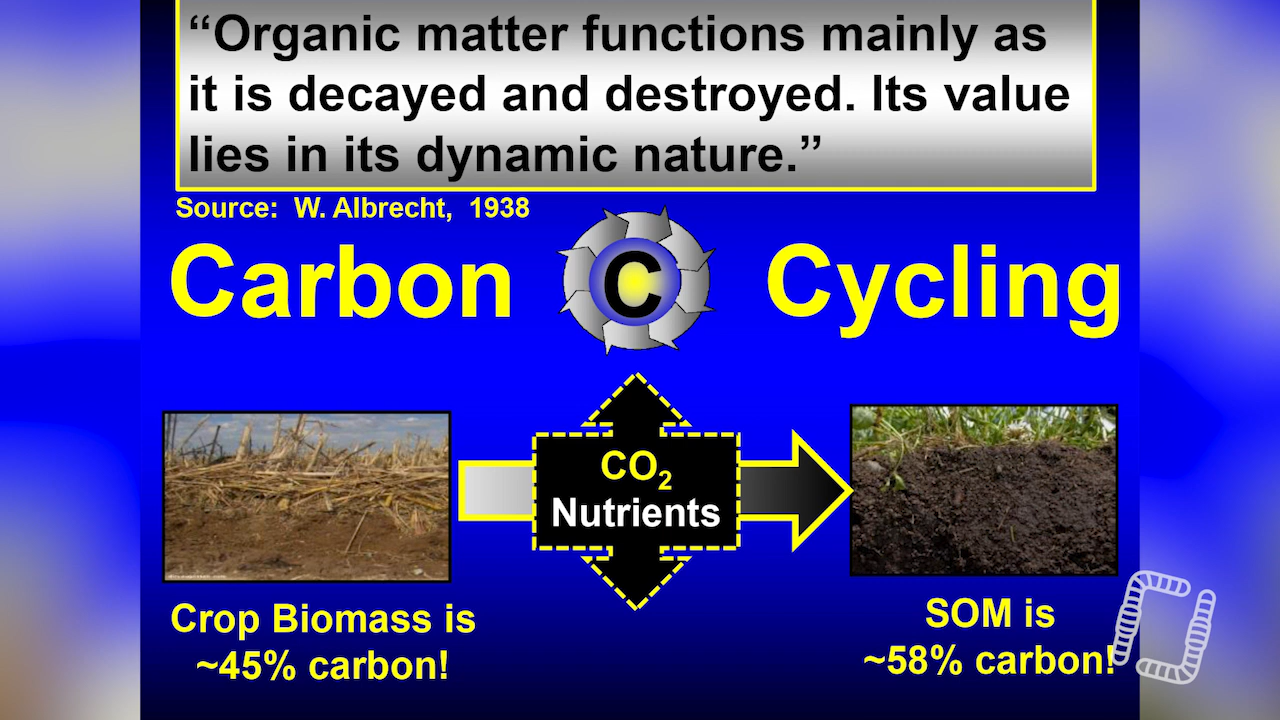 “Organic matter functions mainly as
it is decayed and destroyed. Its value
lies in its dynamic nature.”
Source: W. Albrecht, 1938
Carbon C Cycling
CO₂
Nutrients
Crop Biomass is
~45% carbon!
SOM is
~58% carbon!